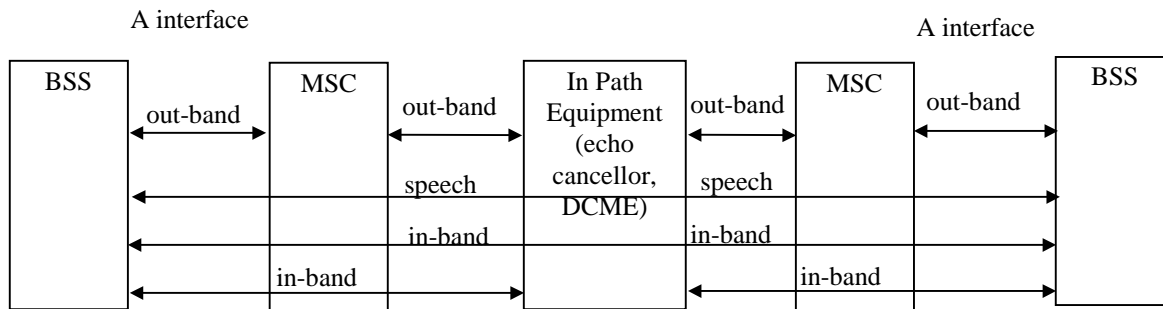 A interface
A interface
BSS
MSC
In Path
Equipment
(echo
cancellor,
DCME)
MSC
BSS
out-band
out-band
out-band
out-band
speech
speech
in-band
in-band
in-band
in-band